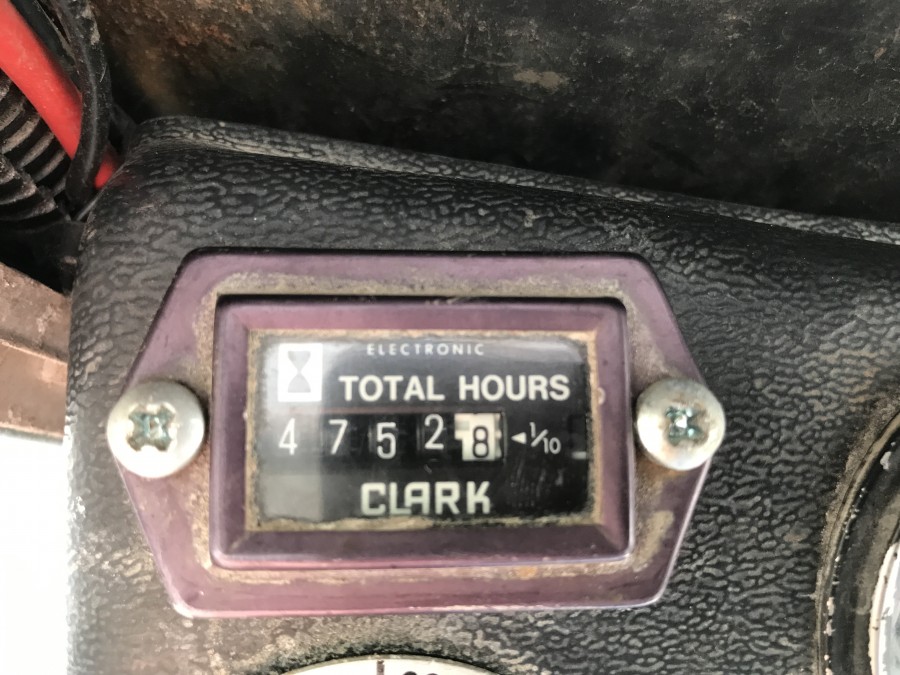 ELECTRONIC
TOTAL HOURS
4 7 5 2 8 ◄1/10
CLARK